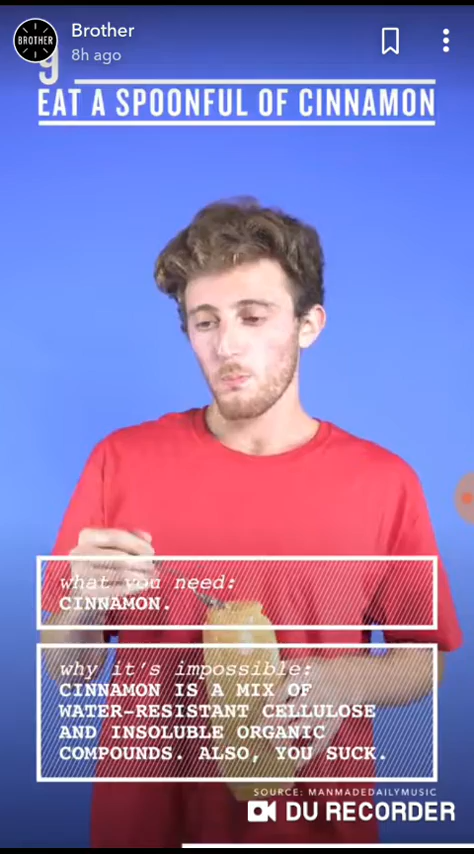 BROTHER
Brother
8h ago
9
EAT A SPOONFUL OF CINNAMON
what you need:
CINNAMON.
why it's impossible:
CINNAMON IS A MIX OF
WATER-RESISTANT CELLULOSE
AND INSOLUBLE ORGANIC
COMPOUNDS. ALSO, YOU SUCK.
SOURCE: MANMADEDAILYMUSIC
DU RECORDER